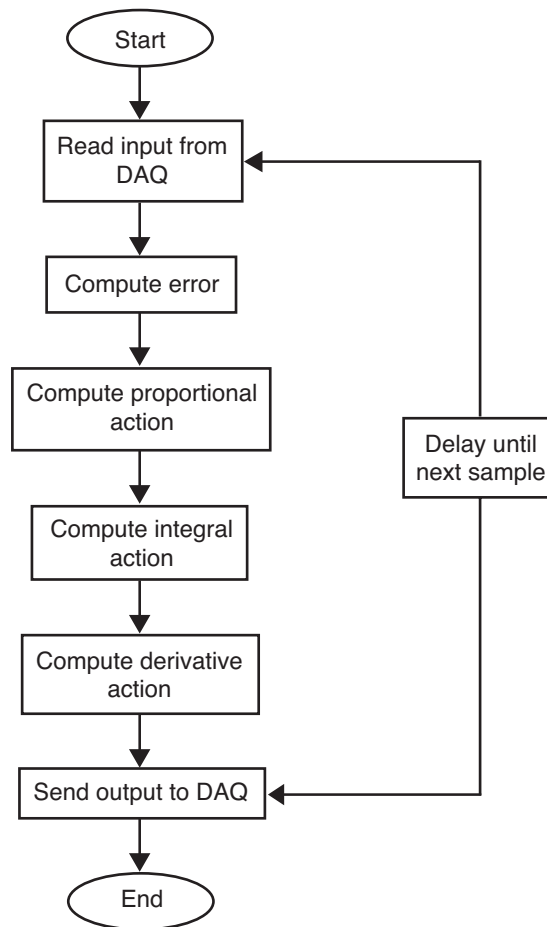 Start
Read input from
DAQ
Compute error
Compute proportional
action
Compute integral
action
Compute derivative
action
Send output to DAQ
End
Delay until
next sample